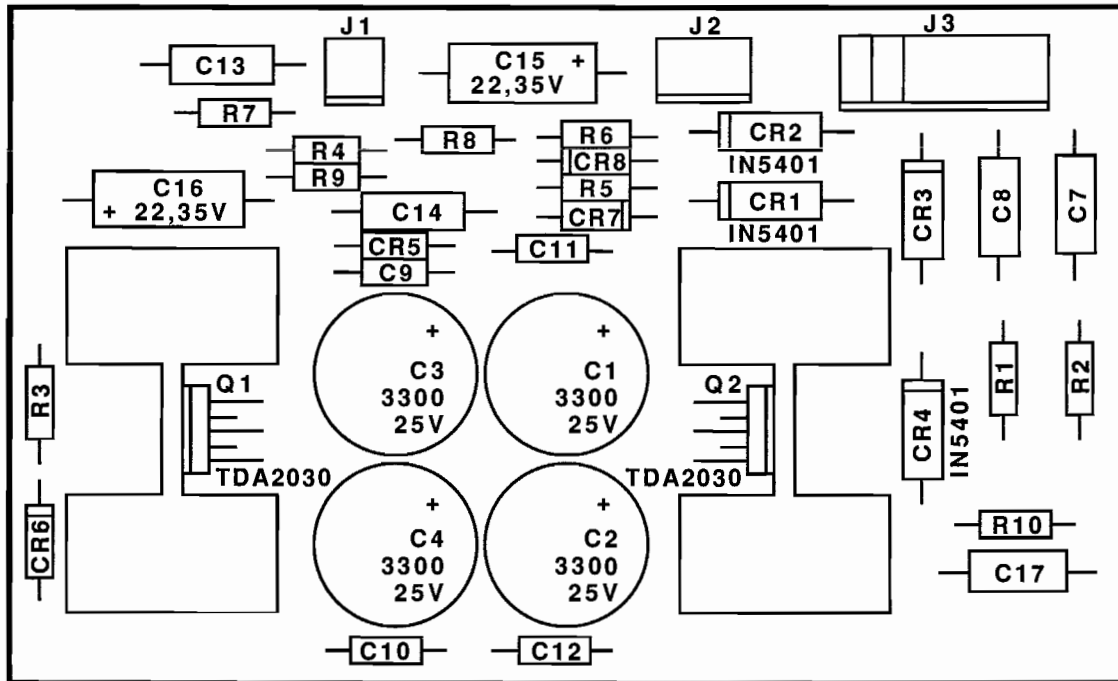 J1
J2
J3
C13
C15 +
22,35V
R7
R8
R6
CR2
IN5401
R4
CR8
R9
R5
C16
+ 22,35V
C14
CR7
CR1
IN5401
CR3
C8
C7
CR5
C11
C9
+
C3
3300
25V
+
C1
3300
25V
R3
Q1
TDA2030
Q2
TDA2030
CR4
IN5401
R1
R2
CR6
+
C4
3300
25V
+
C2
3300
25V
R10
C17
C10
C12